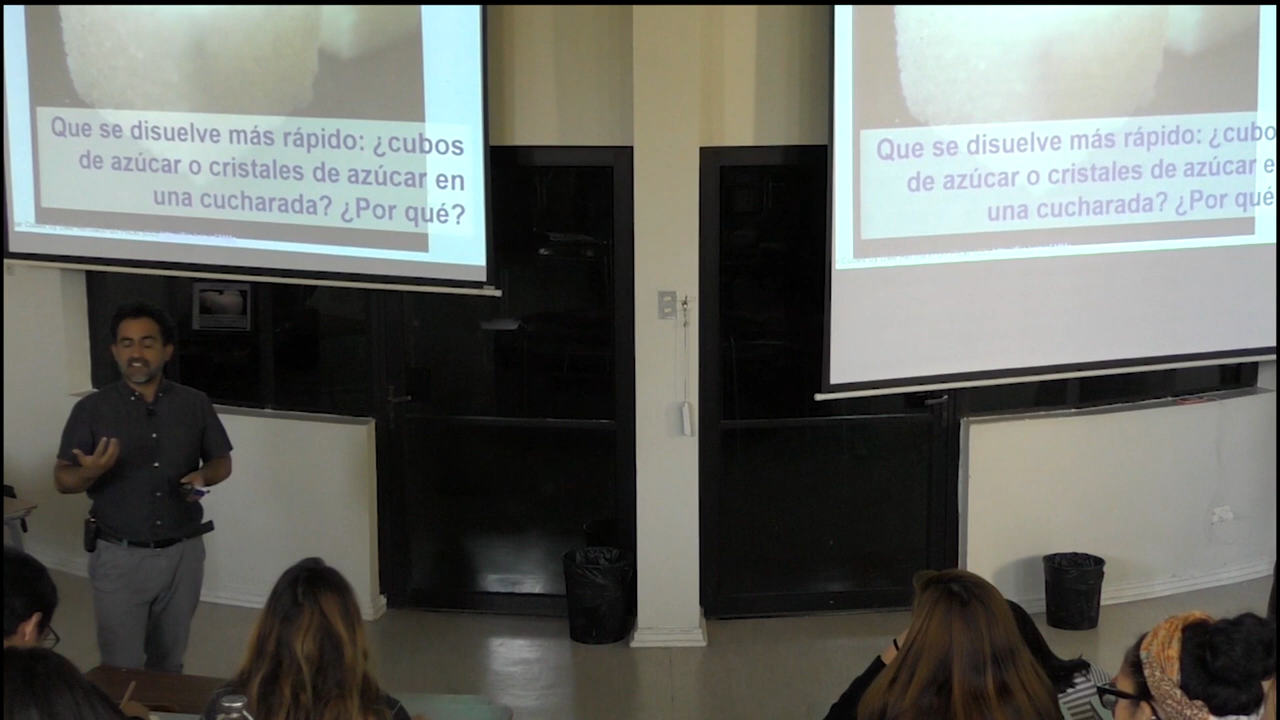 Que se disuelve más rápido: ¿cubos
de azúcar o cristales de azúcar en
una cucharada? ¿Por qué?
Que se disuelve más rápido: ¿cubo
de azúcar o cristales de azúcar e
una cucharada? ¿Por qué